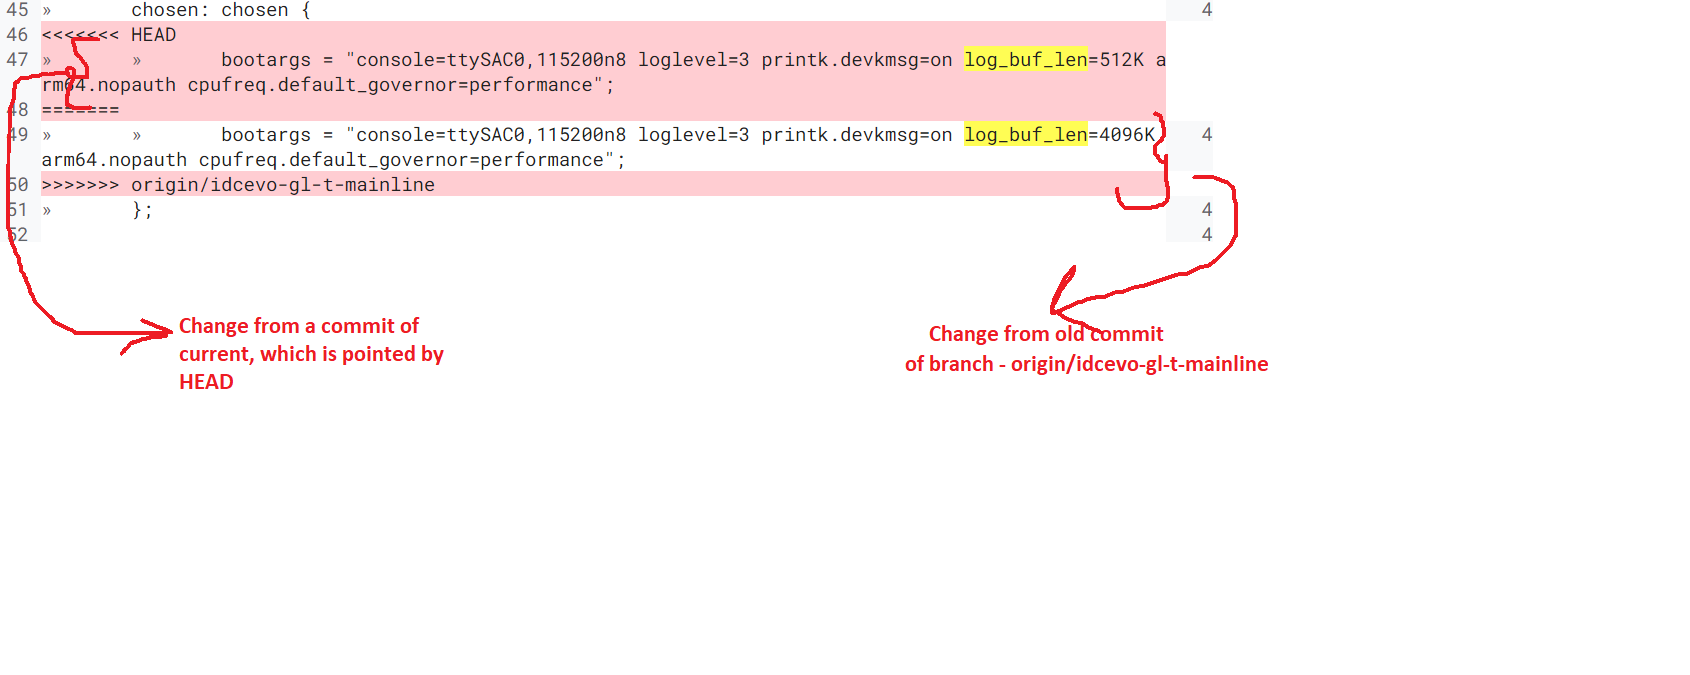 45 » chosen: chosen { 4
46 <<<<<<< HEAD
47 » » bootargs = "console=ttySAC0,115200n8 loglevel=3 printk.devkmsg=on log_buf_len=512K a
rm64.nopauth cpufreq.default_governor=performance";
48 =======
49 » » bootargs = "console=ttySAC0,115200n8 loglevel=3 printk.devkmsg=on log_buf_len=4096K 4
arm64.nopauth cpufreq.default_governor=performance";
50 >>>>>>> origin/idcevo-gl-t-mainline
51 » }; 4
52 4
Change from a commit of
current, which is pointed by
HEAD
Change from old commit
of branch - origin/idcevo-gl-t-mainline